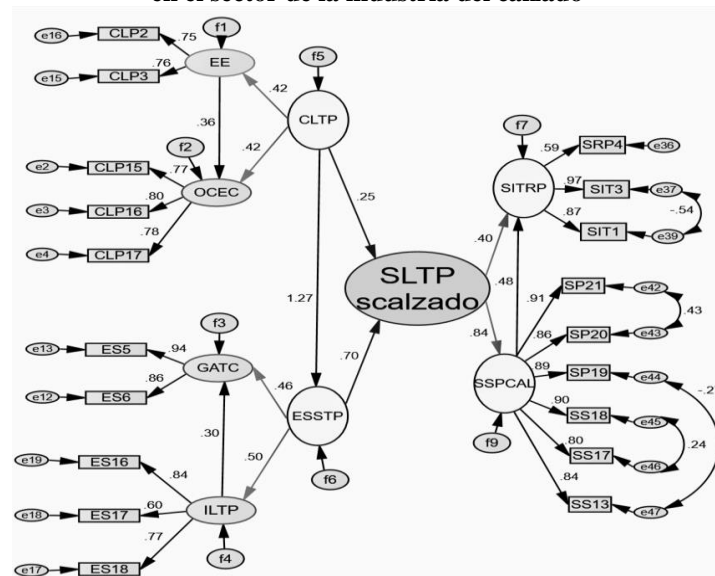 en el sector de la industria del calzado
f1
e16
CLP2
.75
EE
e15
CLP3
.76
.42
f5
CLTP
.36
f2
.42
e2
CLP15
.77
OCEC
e3
CLP16
.80
e4
CLP17
.78
.25
f7
.59
SRP4
e36
SITRP
.97
SIT3
e37
.87
SIT1
e39
-.54
.40
SLTP
scalzado
.48
1.27
.84
.91
SP21
e42
.43
.86
SP20
e43
f3
e13
ES5
.94
GATC
.70
.89
SP19
e44
SSPCAL
e12
ES6
.86
.46
ESSTP
.90
SS18
e45
.24
f9
.80
SS17
e46
.30
.50
f6
.84
SS13
e47
e19
ES16
.84
e18
ES17
.60
ILTP
e17
ES18
.77
f4